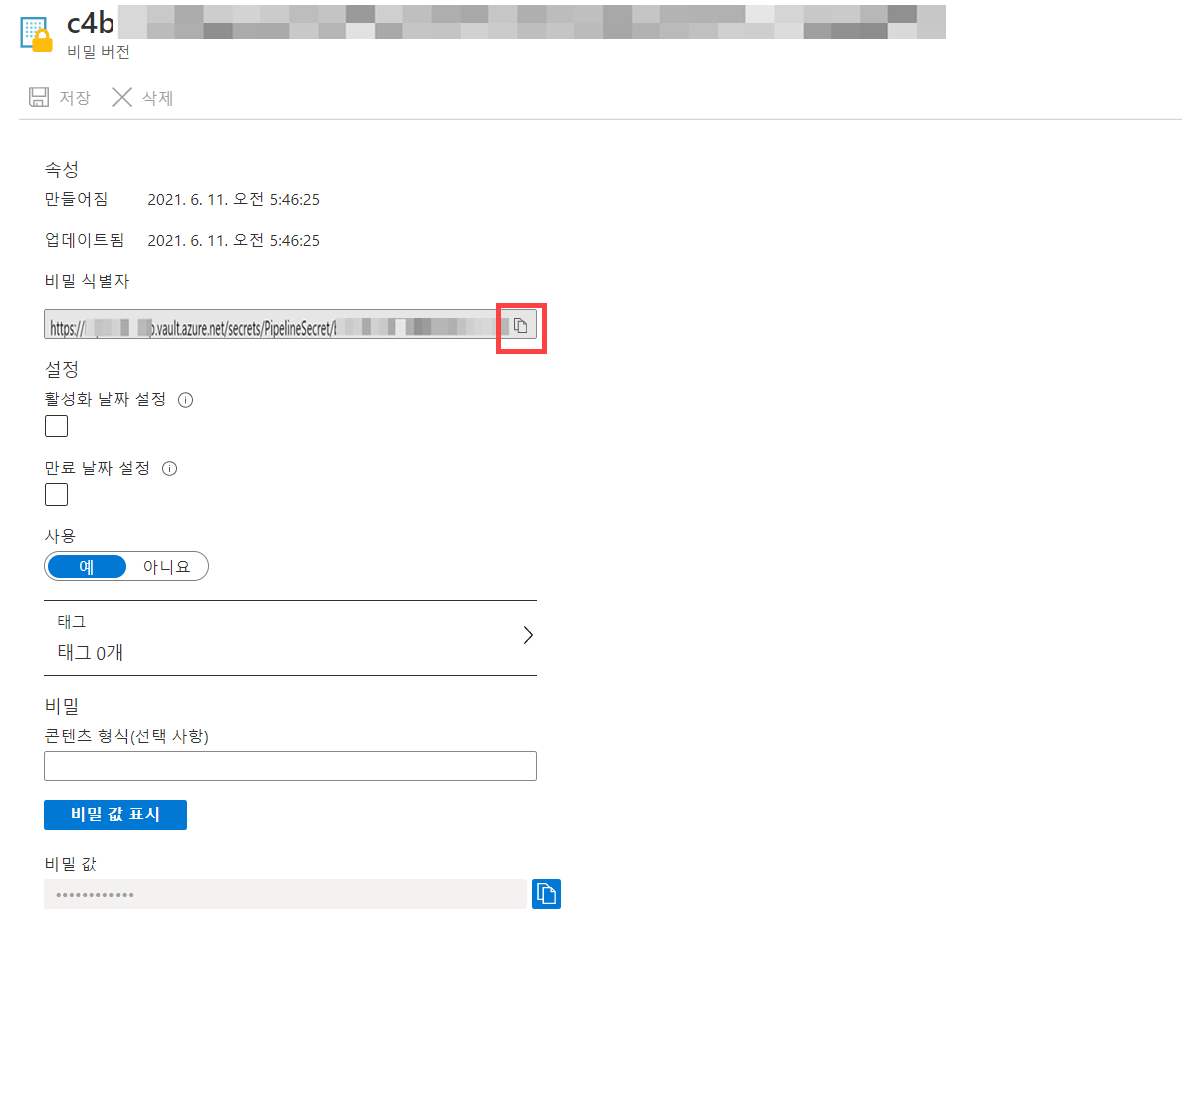 c4b
비밀 버전
저장 삭제
속성
만들어짐 2021. 6. 11. 오전 5:46:25
업데이트됨 2021. 6. 11. 오전 5:46:25
비밀 식별자
https:// .vault.azure.net/secrets/PipelineSecret/
설정
활성화 날짜 설정
만료 날짜 설정
사용
예 아니요
태그
태그 0개
비밀
콘텐츠 형식(선택 사항)
비밀 값 표시
비밀 값
••••••••••••